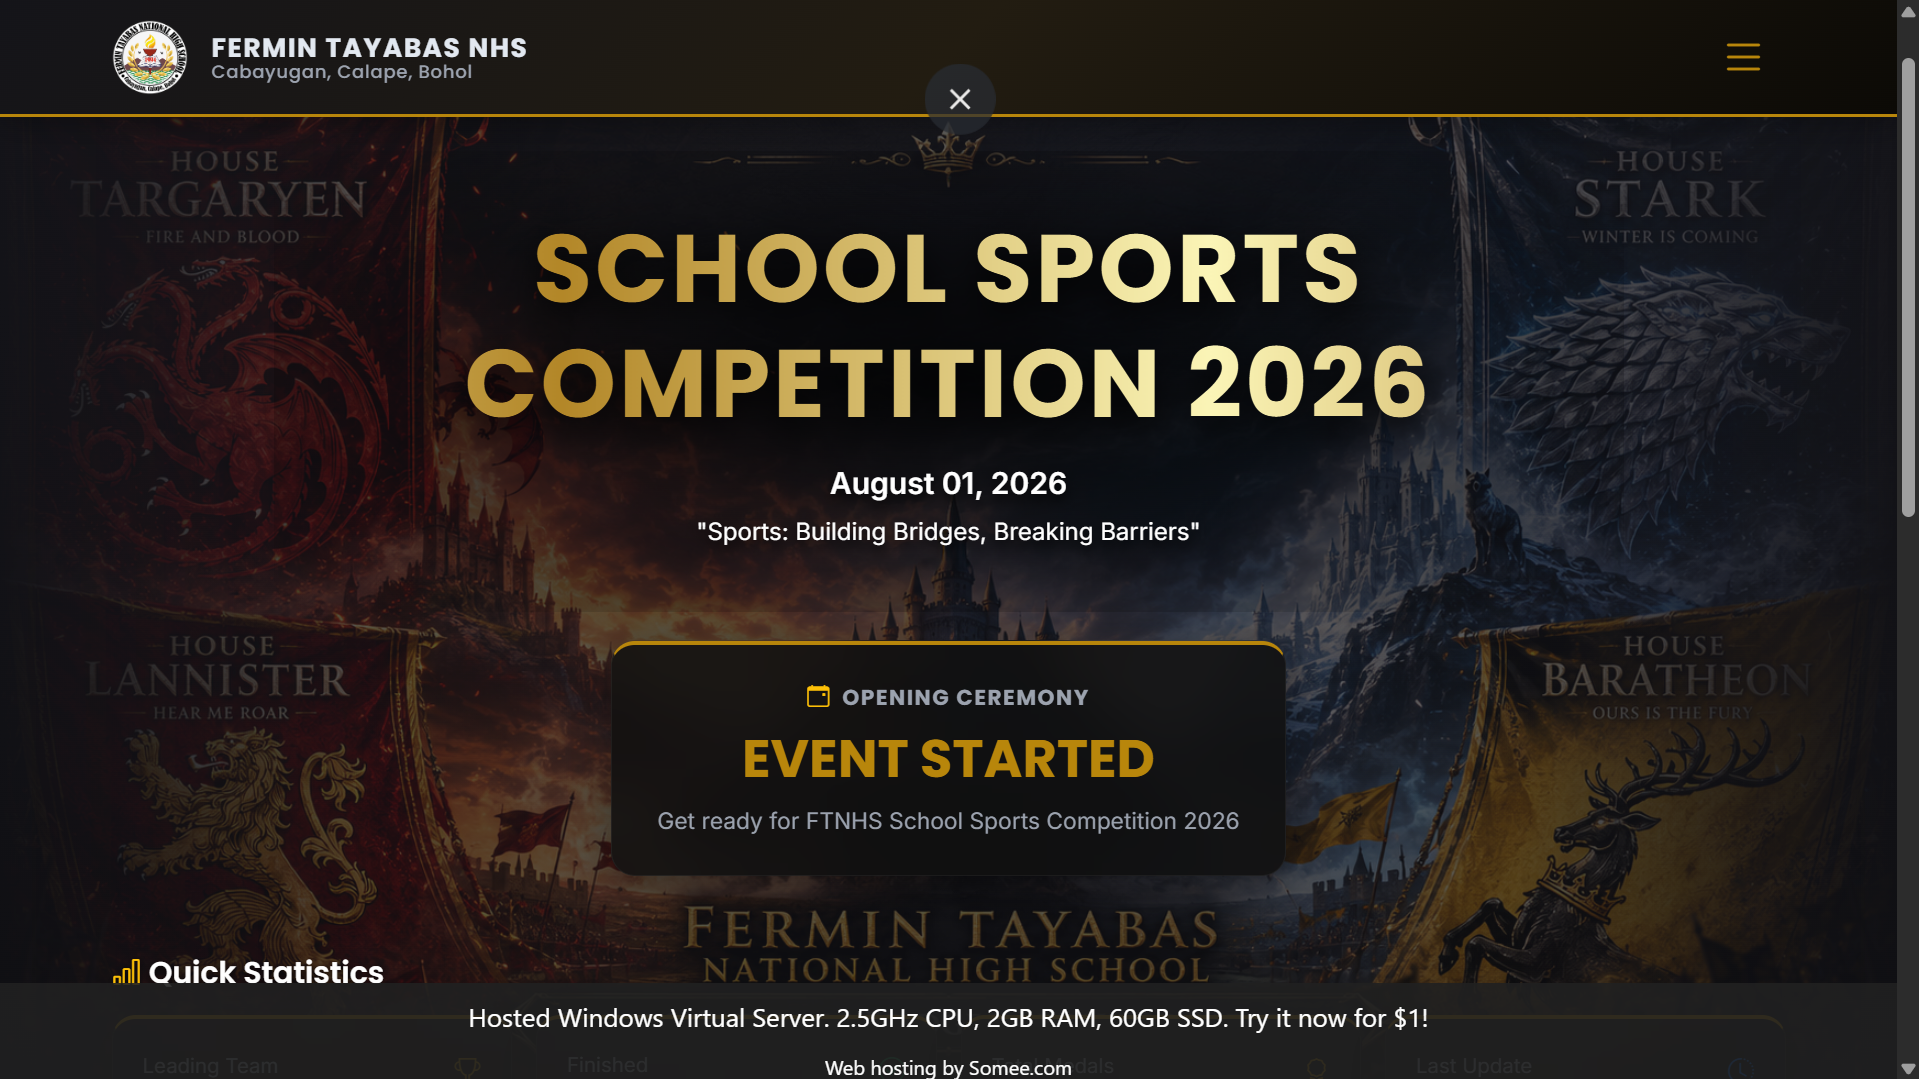 FERMIN TAYABAS NHS
Cabayugan, Calape, Bohol
HOUSE
TARGARYEN
FIRE AND BLOOD
HOUSE
STARK
WINTER IS COMING
SCHOOL SPORTS
COMPETITION 2026
August 01, 2026
"Sports: Building Bridges, Breaking Barriers"
HOUSE
LANNISTER
HEAR ME ROAR
HOUSE
BARATHEON
OURS IS THE FURY
OPENING CEREMONY
EVENT STARTED
Get ready for FTNHS School Sports Competition 2026
FERMIN TAYABAS
NATIONAL HIGH SCHOOL
Quick Statistics
Hosted Windows Virtual Server. 2.5GHz CPU, 2GB RAM, 60GB SSD. Try it now for $1!
Leading Team
Finished
Total Medals
Last Update
Web hosting by Somee.com